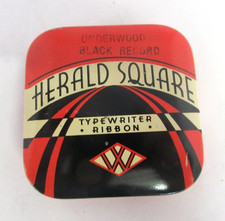 UNDERWOOD
BLACK RECORD
HERALD SQUARE
TYPEWRITER
• RIBBON •
W